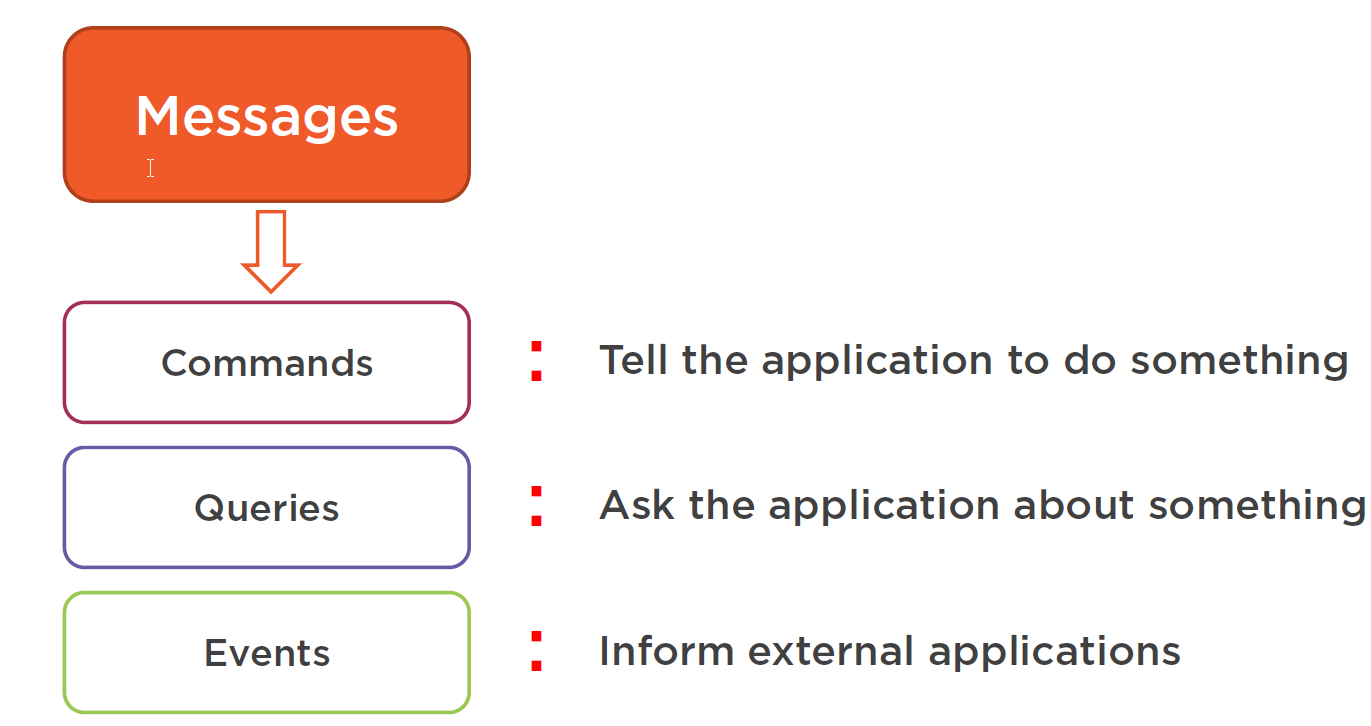 Messages
Commands : Tell the application to do something
Queries : Ask the application about something
Events : Inform external applications